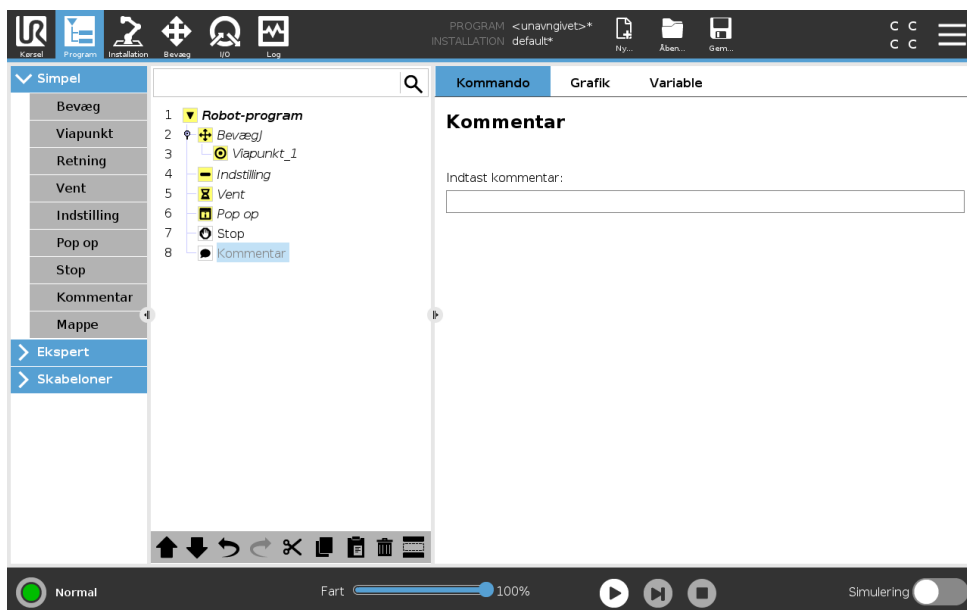 UR
PROGRAM <unavngivet>*
INSTALLATION default*
Kørsel Program Installation Bevæg I/O Log Ny... Åben... Gem...
C C
C C
Simpel
Bevæg
Viapunkt
Retning
Vent
Indstilling
Pop op
Stop
Kommentar
Mappe
Ekspert
Skabeloner
1 Robot-program
2 BevægJ
3 Viapunkt_1
4 Indstilling
5 Vent
6 Pop op
7 Stop
8 Kommentar
Kommando Grafik Variable
Kommentar
Indtast kommentar:
Normal Fart 100% Simulering